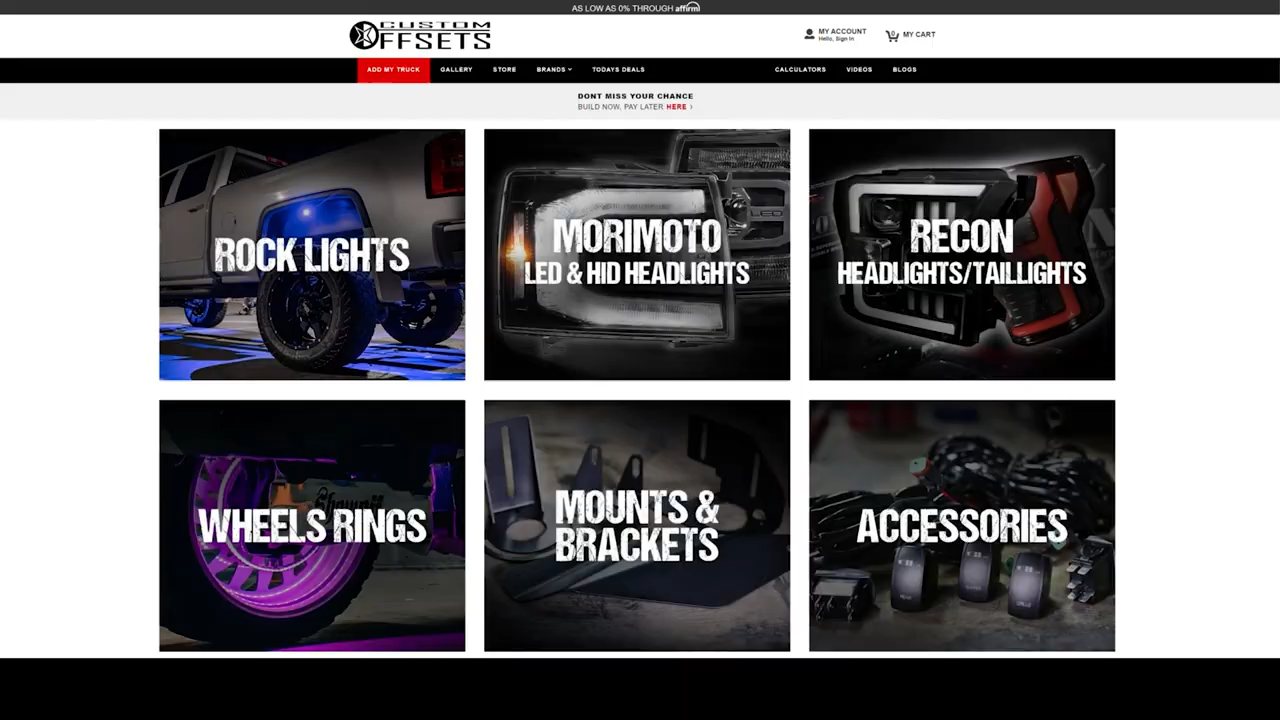 AS LOW AS 0% THROUGH affirm
CUSTOM
OFFSETS
MY ACCOUNT
Hello, Sign In
0
MY CART
ADD MY TRUCK
GALLERY
STORE
BRANDS
TODAYS DEALS
CALCULATORS
VIDEOS
BLOGS
DONT MISS YOUR CHANCE
BUILD NOW, PAY LATER HERE ›
ROCK LIGHTS
MORIMOTO
LED & HID HEADLIGHTS
RECON
HEADLIGHTS/TAILLIGHTS
WHEELS RINGS
MOUNTS &
BRACKETS
ACCESSORIES